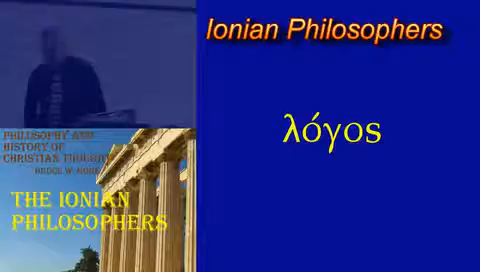 Ionian Philosophers
λόγος
PHILOSOPHY AND
HISTORY OF
CHRISTIAN THOUGHT
THE IONIAN
PHILOSOPHERS